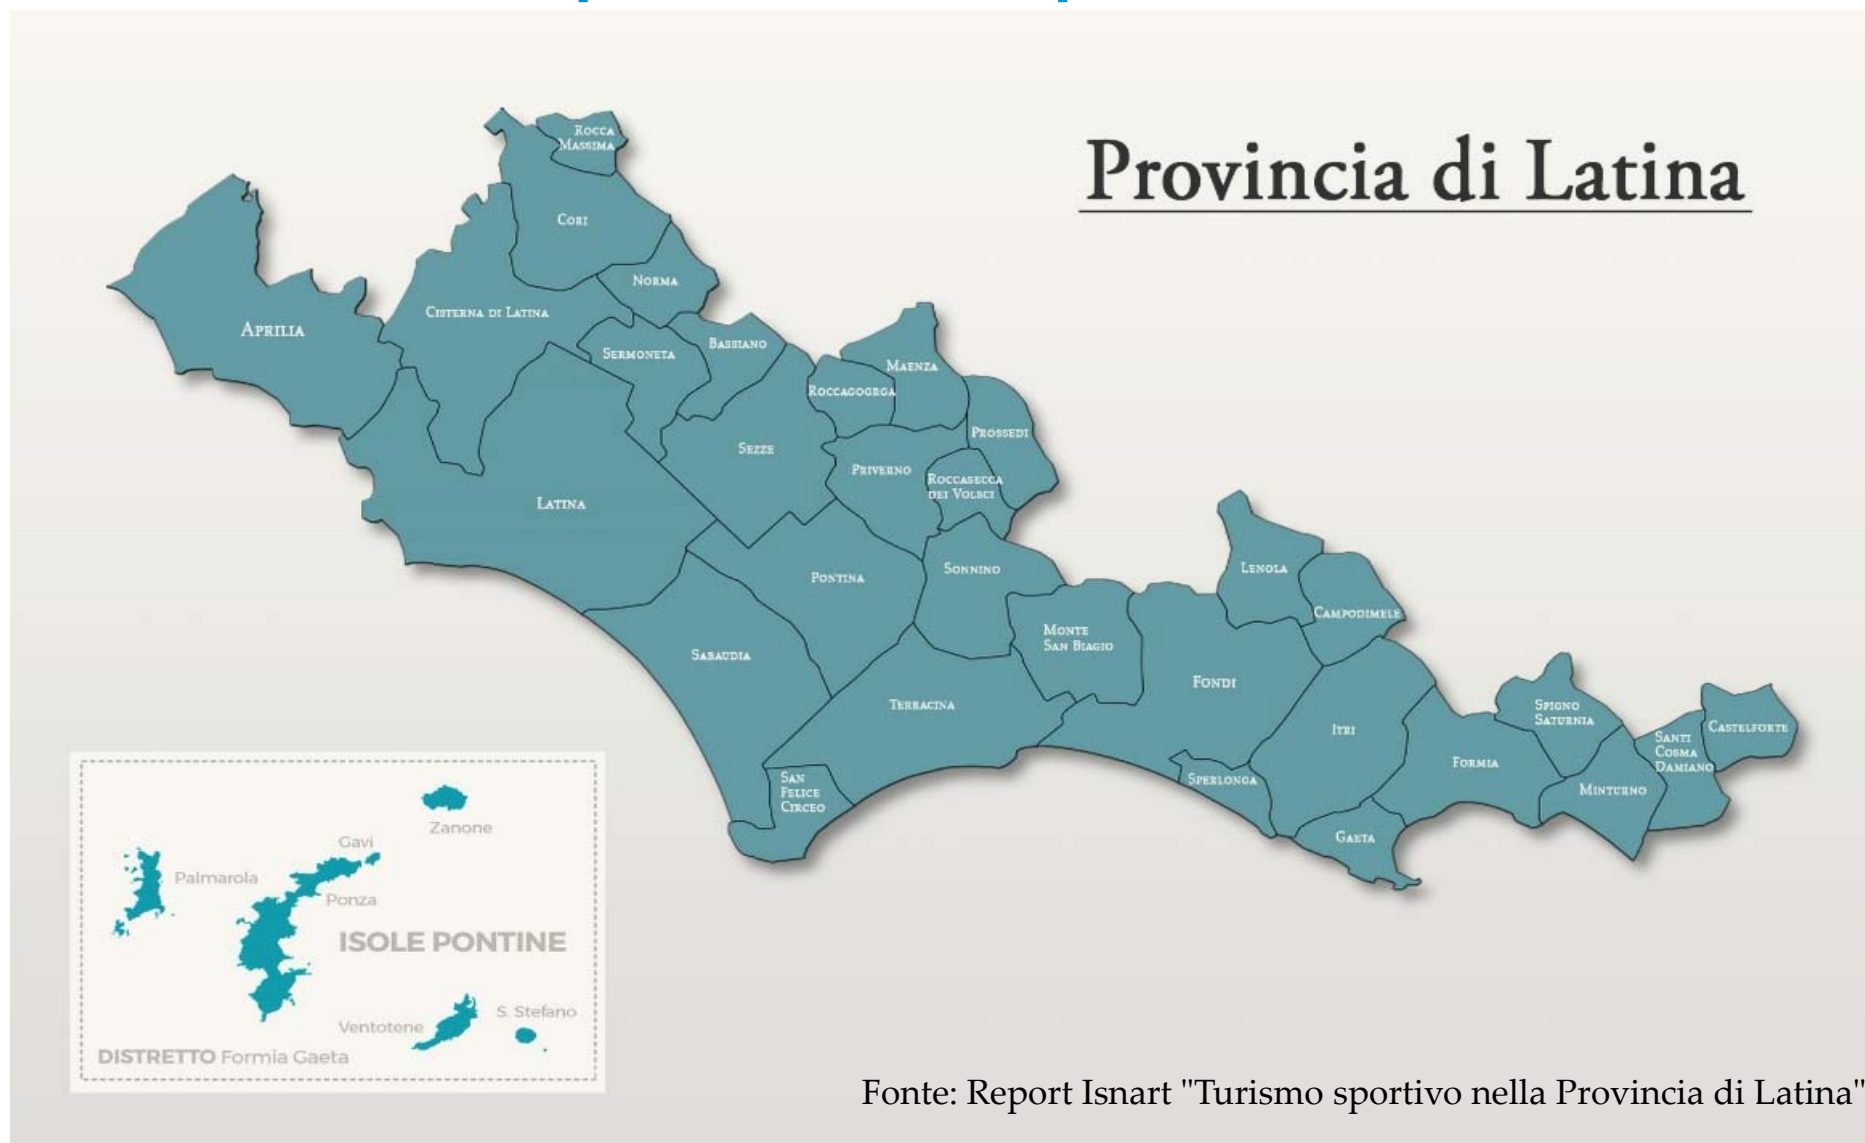 Provincia di Latina
ROCCA
MASSIMA
CORI
NORMA
CISTERNA DI LATINA
APRILIA
SERMONETA
BASSIANO
MAENZA
ROCCAGORGA
PROSSEDI
SEZZE
PRIVERNO
ROCCASECCA
DEI VOLSCI
LATINA
PONTINA
SONNINO
LENOLA
CAMPODIMELE
MONTE
SAN BIAGIO
SABAUDIA
FONDI
TERRACINA
ITRI
SPIGNO
SATURNIA
CASTELFORTE
SANTI
COSMA
DAMIANO
FORMIA
MINTURNO
SPERLONGA
SAN
FELICE
CIRCEO
GAETA
Zanone
Gavi
Palmarola
Ponza
ISOLE PONTINE
S. Stefano
Ventotene
DISTRETTO Formia Gaeta
Fonte: Report Isnart "Turismo sportivo nella Provincia di Latina"